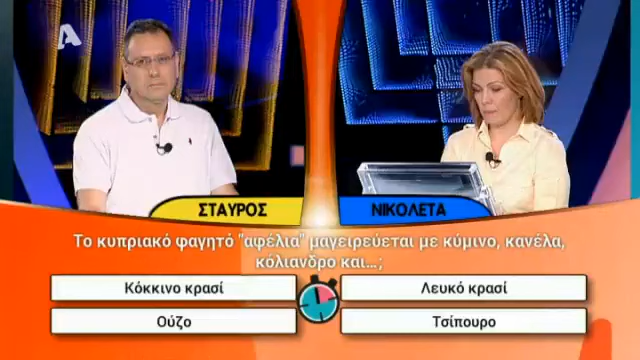 ΣΤΑΥΡΟΣ
ΝΙΚΟΛΕΤΑ
Το κυπριακό φαγητό "αφέλια" μαγειρεύεται με κύμινο, κανέλα,
κόλιανδρο και...;
Κόκκινο κρασί
Λευκό κρασί
Ούζο
Τσίπουρο